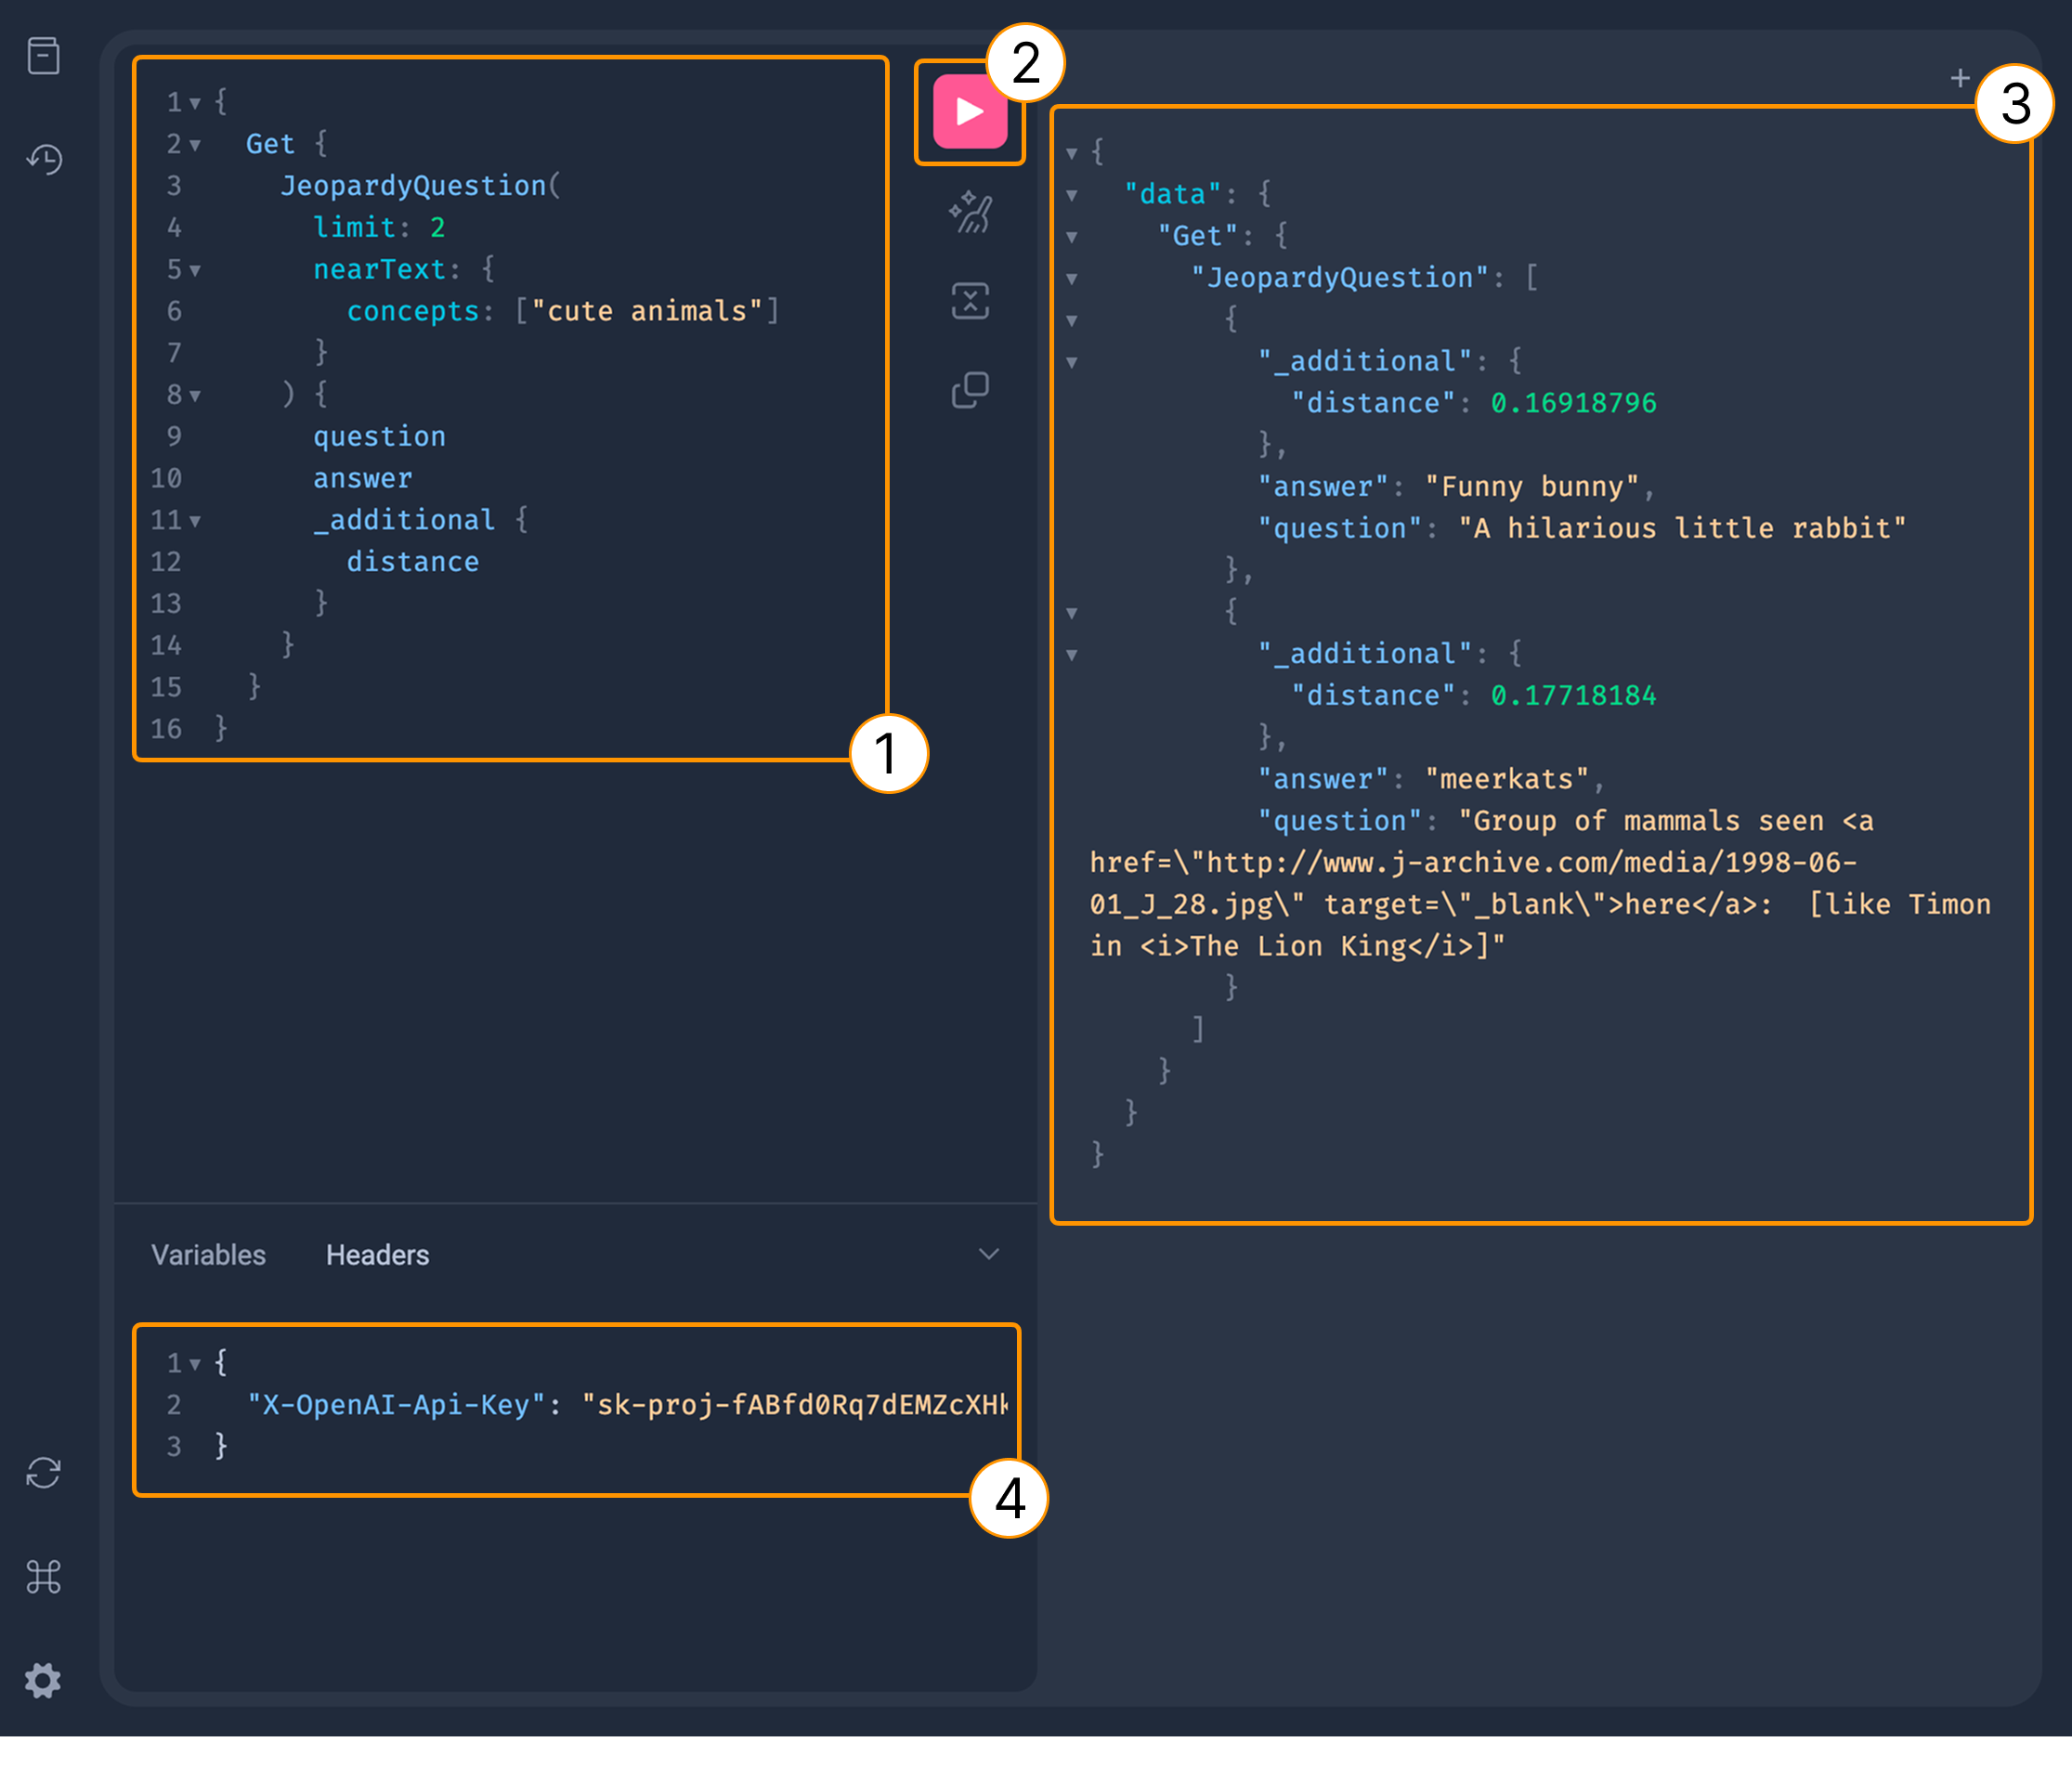 1 {
2   Get {
3     JeopardyQuestion(
4       limit: 2
5       nearText: {
6         concepts: ["cute animals"]
7       }
8     ) {
9       question
10       answer
11       _additional {
12         distance
13       }
14     }
15   }
16 }
1
2
3
{
  "data": {
    "Get": {
      "JeopardyQuestion": [
        {
          "_additional": {
            "distance": 0.16918796
          },
          "answer": "Funny bunny",
          "question": "A hilarious little rabbit"
        },
        {
          "_additional": {
            "distance": 0.17718184
          },
          "answer": "meerkats",
          "question": "Group of mammals seen <a
href=\"http://www.j-archive.com/media/1998-06-
01_J_28.jpg\" target=\"_blank\">here</a>:  [like Timon
in <i>The Lion King</i>]"
        }
      ]
    }
  }
}
Variables Headers
1 {
2   "X-OpenAI-Api-Key": "sk-proj-fABfd0Rq7dEMZcXH
3 }
4